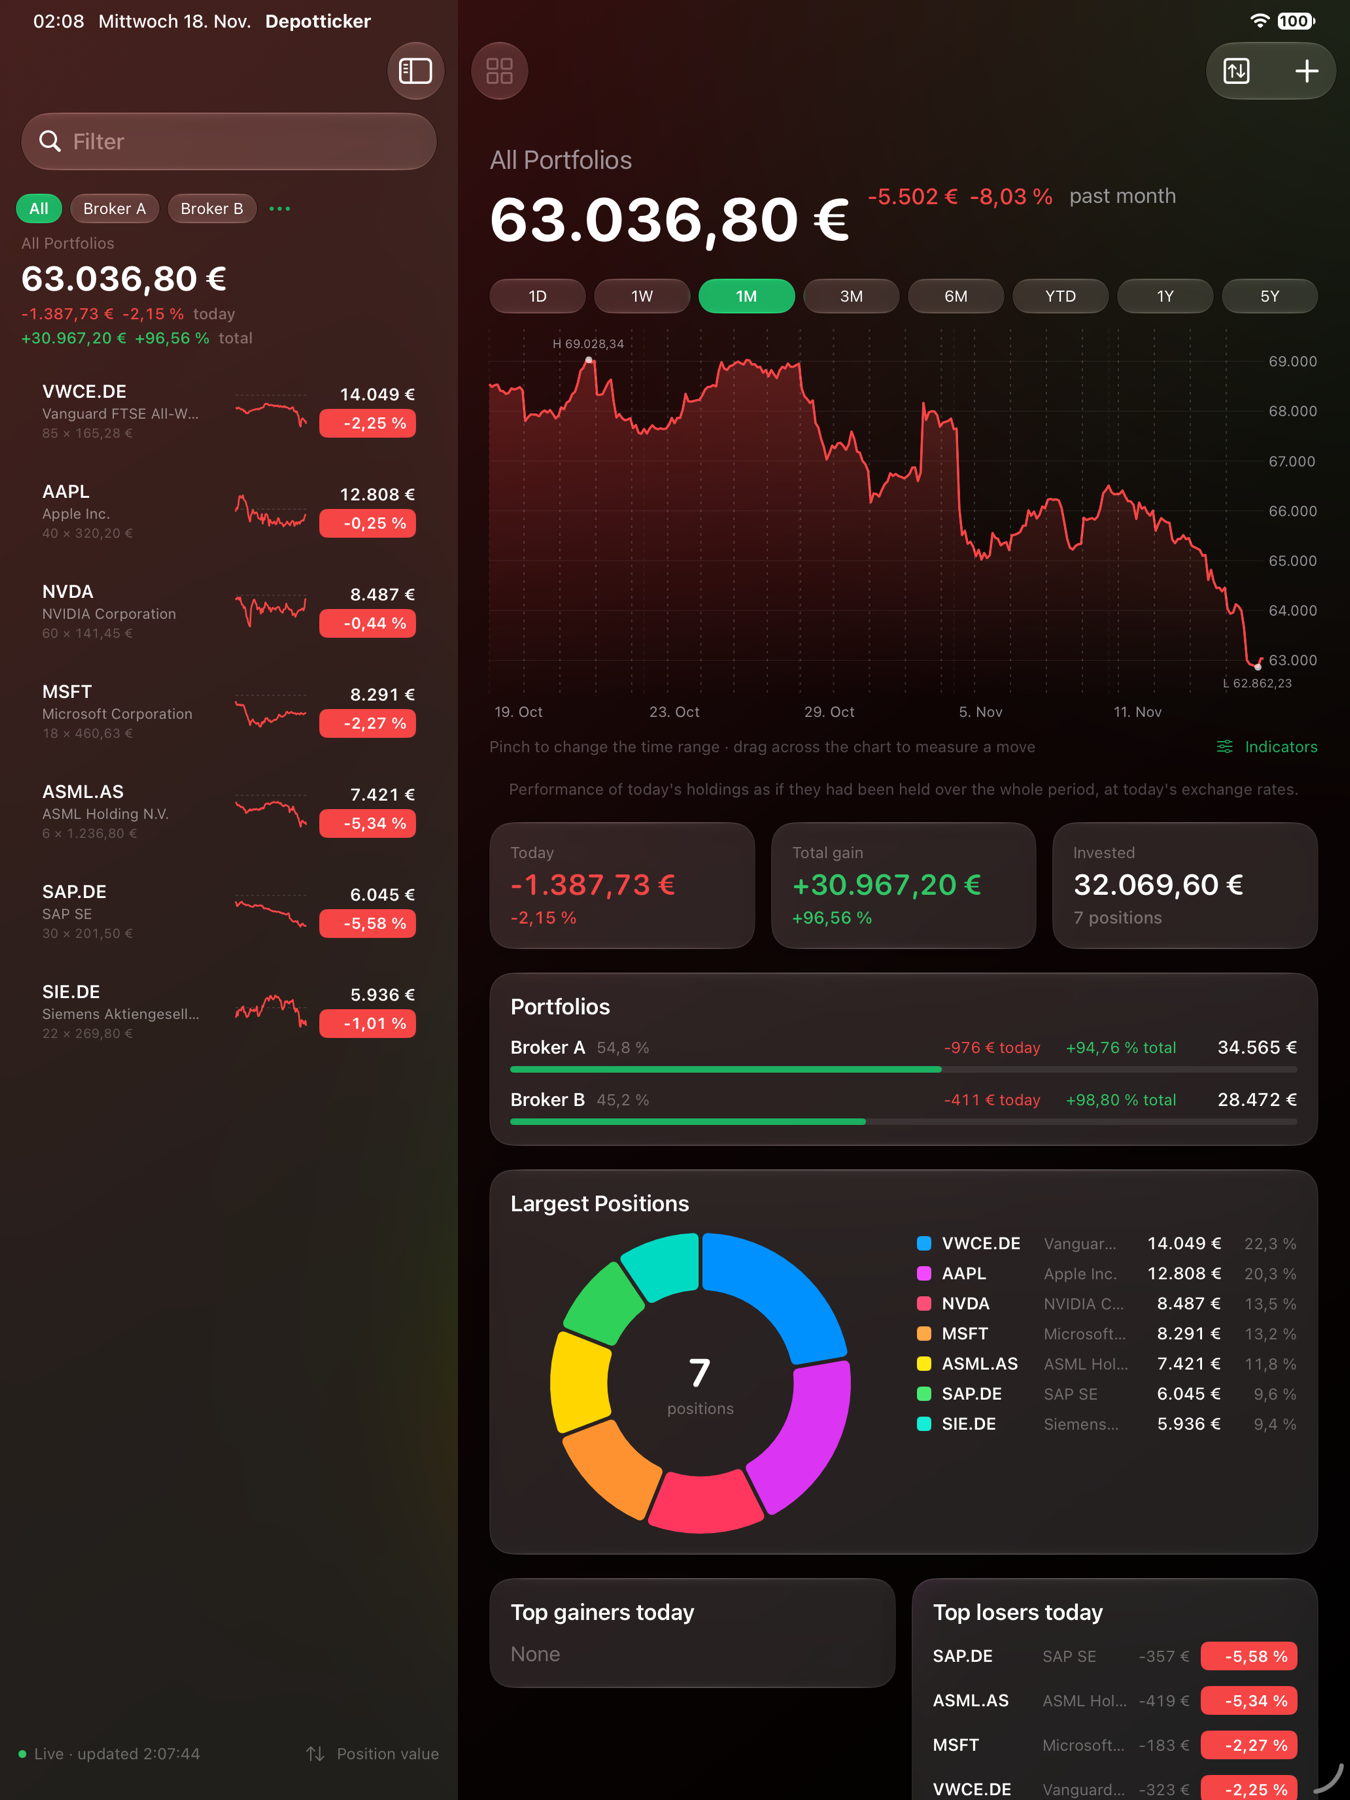 02:08 Mittwoch 18. Nov. Depotticker
100
Filter
All Broker A Broker B ...
All Portfolios
63.036,80 €
-1.387,73 € -2,15 % today
+30.967,20 € +96,56 % total
VWCE.DE
Vanguard FTSE All-W...
85 × 165,28 €
14.049 €
-2,25 %
AAPL
Apple Inc.
40 × 320,20 €
12.808 €
-0,25 %
NVDA
NVIDIA Corporation
60 × 141,45 €
8.487 €
-0,44 %
MSFT
Microsoft Corporation
18 × 460,63 €
8.291 €
-2,27 %
ASML.AS
ASML Holding N.V.
6 × 1.236,80 €
7.421 €
-5,34 %
SAP.DE
SAP SE
30 × 201,50 €
6.045 €
-5,58 %
SIE.DE
Siemens Aktiengesell...
22 × 269,80 €
5.936 €
-1,01 %
Live · updated 2:07:44
Position value
All Portfolios
63.036,80 € -5.502 € -8,03 % past month
1D 1W 1M 3M 6M YTD 1Y 5Y
H 69.028,34
69.000
68.000
67.000
66.000
65.000
64.000
63.000
L 62.862,23
19. Oct 23. Oct 29. Oct 5. Nov 11. Nov
Pinch to change the time range · drag across the chart to measure a move
Indicators
Performance of today's holdings as if they had been held over the whole period, at today's exchange rates.
Today
-1.387,73 €
-2,15 %
Total gain
+30.967,20 €
+96,56 %
Invested
32.069,60 €
7 positions
Portfolios
Broker A 54,8 % -976 € today +94,76 % total 34.565 €
Broker B 45,2 % -411 € today +98,80 % total 28.472 €
Largest Positions
7
positions
VWCE.DE Vanguar... 14.049 € 22,3 %
AAPL Apple Inc. 12.808 € 20,3 %
NVDA NVIDIA C... 8.487 € 13,5 %
MSFT Microsoft... 8.291 € 13,2 %
ASML.AS ASML Hol... 7.421 € 11,8 %
SAP.DE SAP SE 6.045 € 9,6 %
SIE.DE Siemens... 5.936 € 9,4 %
Top gainers today
None
Top losers today
SAP.DE SAP SE -357 € -5,58 %
ASML.AS ASML Hol... -419 € -5,34 %
MSFT Microsoft... -183 € -2,27 %
VWCE.DE Vanguard... -323 € -2,25 %